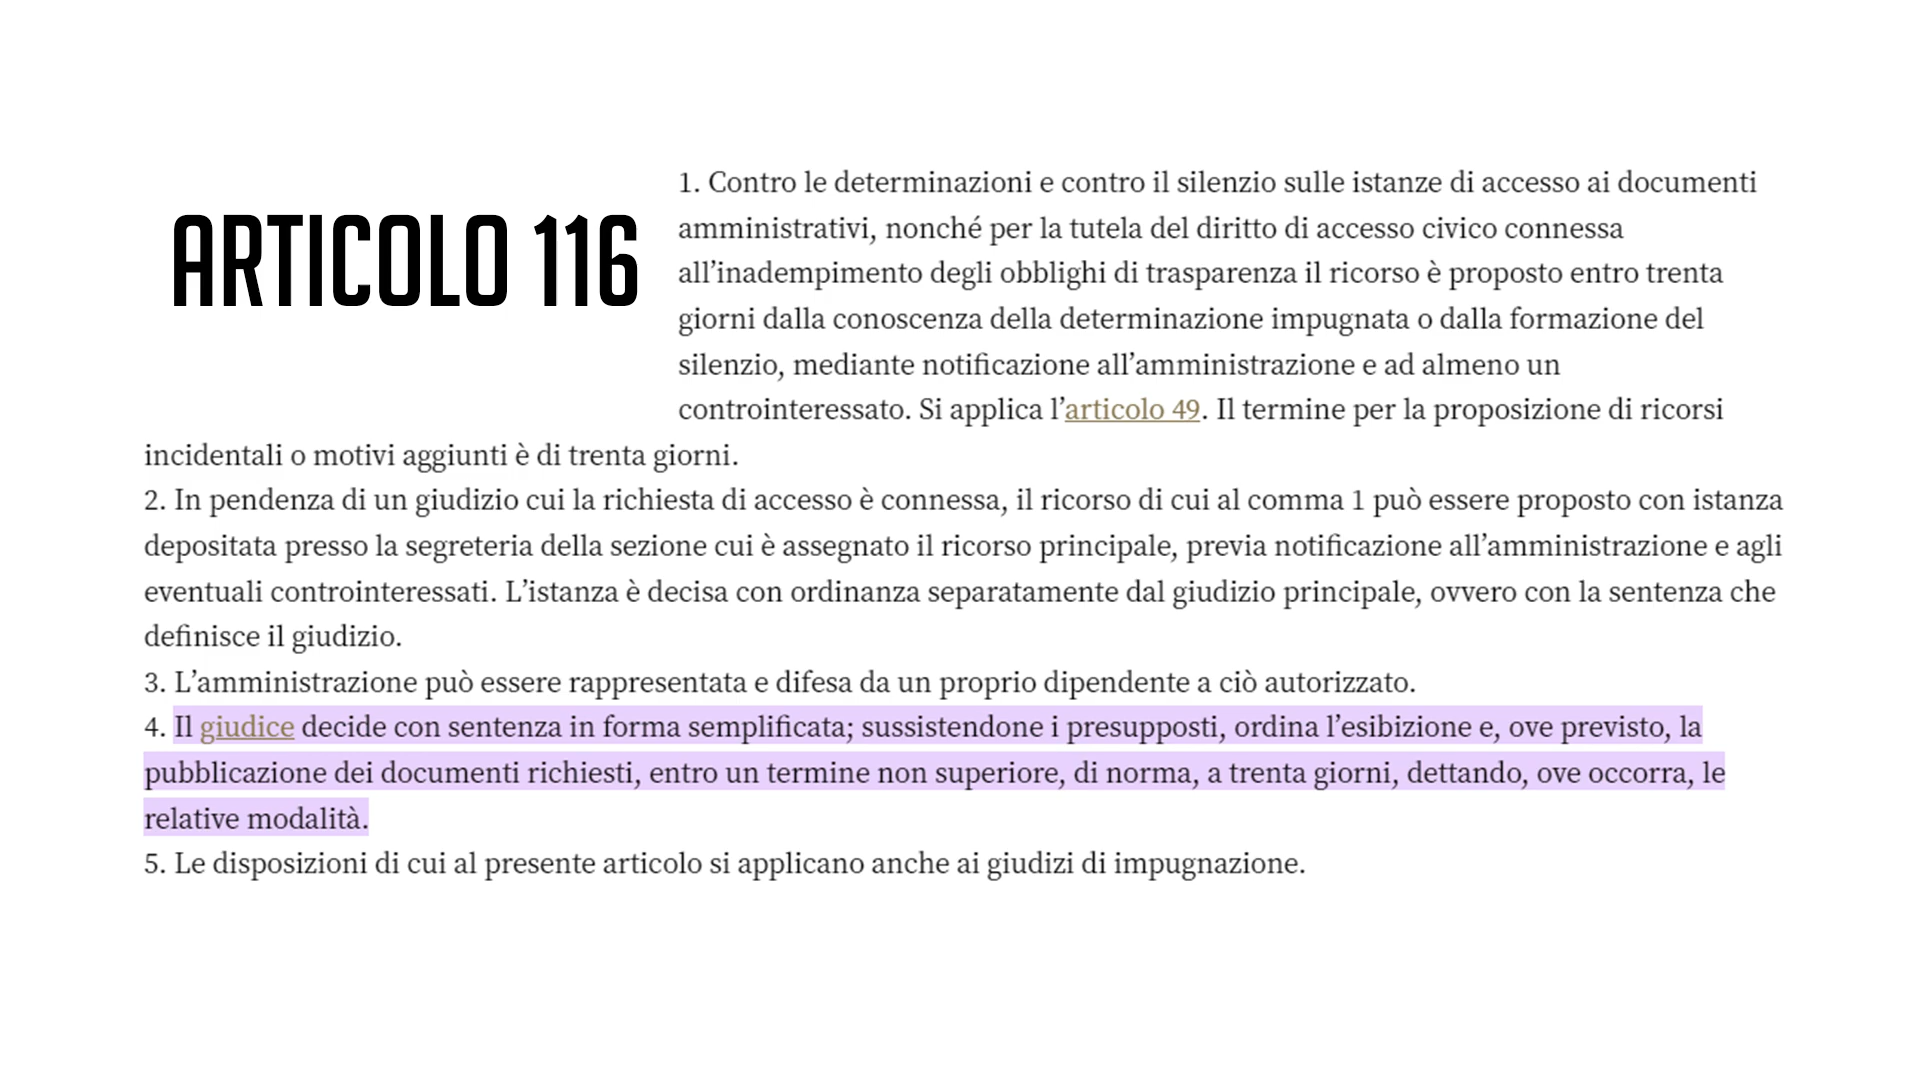 ARTICOLO 116
1. Contro le determinazioni e contro il silenzio sulle istanze di accesso ai documenti
amministrativi, nonché per la tutela del diritto di accesso civico connessa
all’inadempimento degli obblighi di trasparenza il ricorso è proposto entro trenta
giorni dalla conoscenza della determinazione impugnata o dalla formazione del
silenzio, mediante notificazione all’amministrazione e ad almeno un
controinteressato. Si applica l’articolo 49. Il termine per la proposizione di ricorsi
incidentali o motivi aggiunti è di trenta giorni.
2. In pendenza di un giudizio cui la richiesta di accesso è connessa, il ricorso di cui al comma 1 può essere proposto con istanza
depositata presso la segreteria della sezione cui è assegnato il ricorso principale, previa notificazione all’amministrazione e agli
eventuali controinteressati. L’istanza è decisa con ordinanza separatamente dal giudizio principale, ovvero con la sentenza che
definisce il giudizio.
3. L’amministrazione può essere rappresentata e difesa da un proprio dipendente a ciò autorizzato.
4. Il giudice decide con sentenza in forma semplificata; sussistendone i presupposti, ordina l’esibizione e, ove previsto, la
pubblicazione dei documenti richiesti, entro un termine non superiore, di norma, a trenta giorni, dettando, ove occorra, le
relative modalità.
5. Le disposizioni di cui al presente articolo si applicano anche ai giudizi di impugnazione.